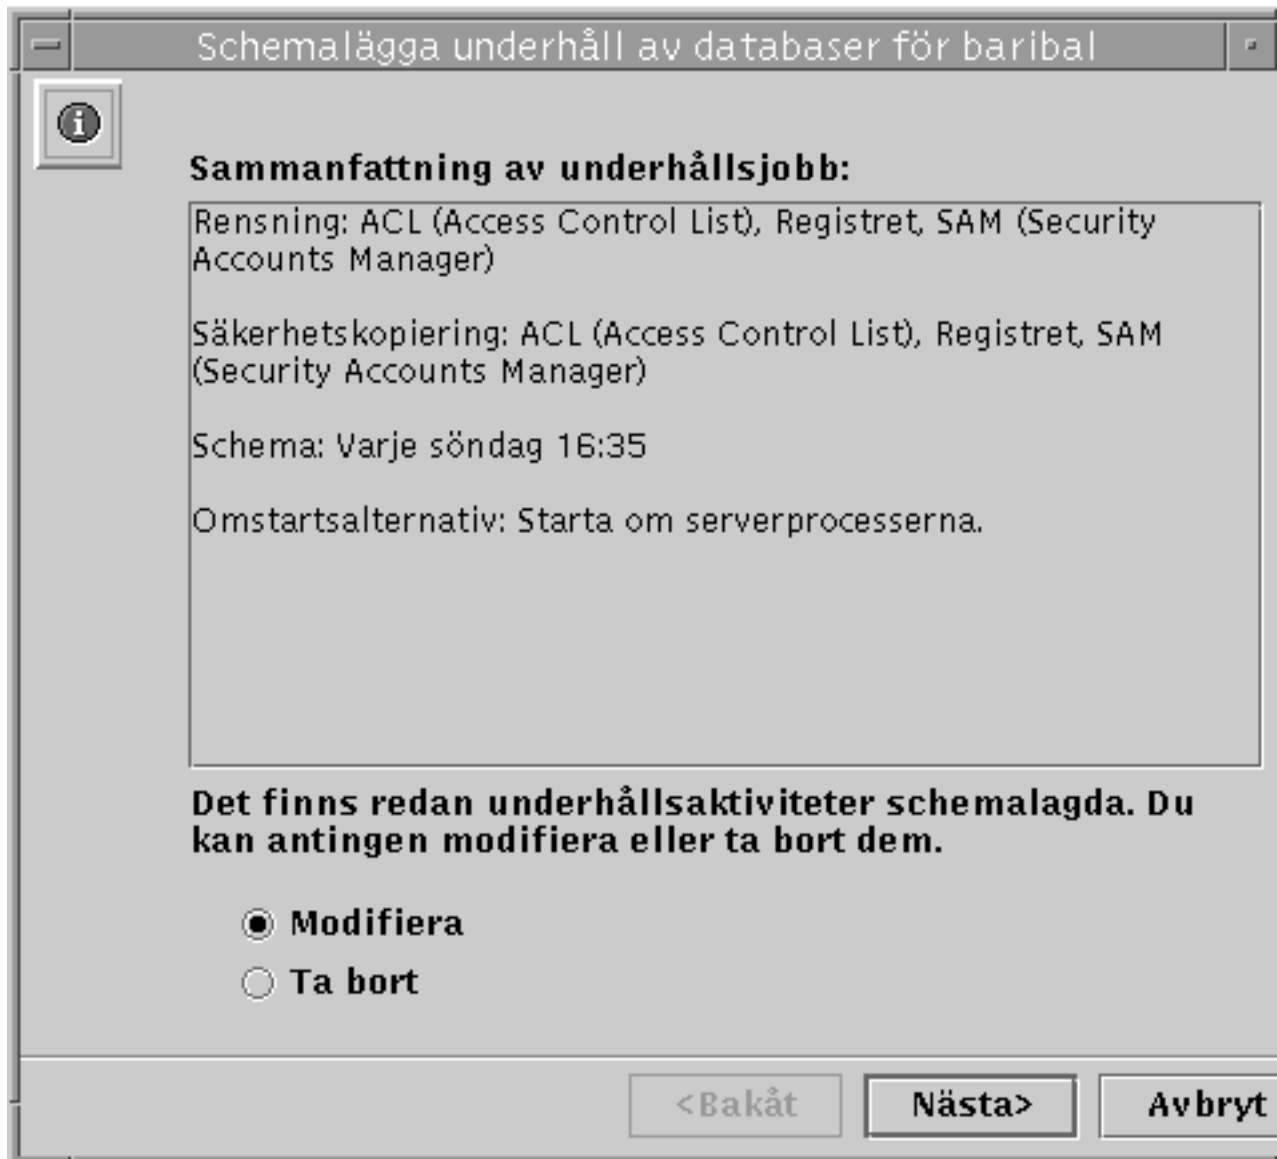 Schemalägga underhåll av databaser för baribal
Sammanfattning av underhållsjobb:
Rensning: ACL (Access Control List), Registret, SAM (Security
Accounts Manager)
Säkerhetskopiering: ACL (Access Control List), Registret, SAM
(Security Accounts Manager)
Schema: Varje söndag 16:35
Omstartsalternativ: Starta om serverprocesserna.
Det finns redan underhållsaktiviteter schemalagda. Du
kan antingen modifiera eller ta bort dem.
Modifiera
Ta bort
<Bakåt Nästa> Avbryt